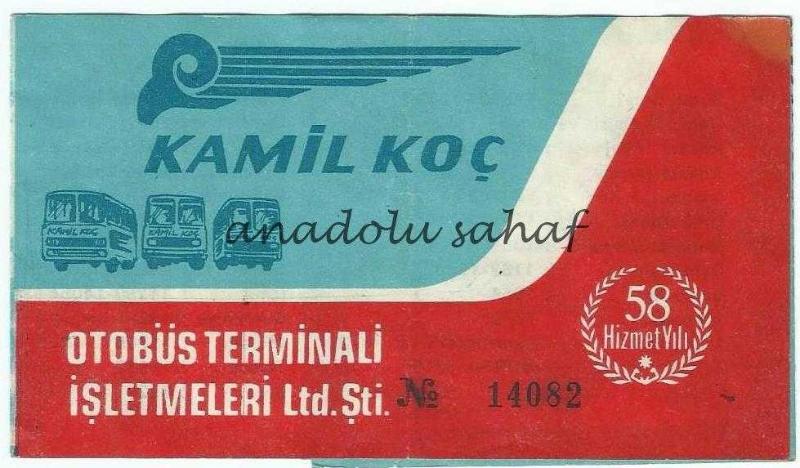 KAMİL KOÇ
KAMİL KOÇ
KAMİL KOÇ
anadolu sahaf
58
Hizmet Yılı
OTOBÜS TERMİNALİ
İŞLETMELERİ Ltd. Şti. № 14082